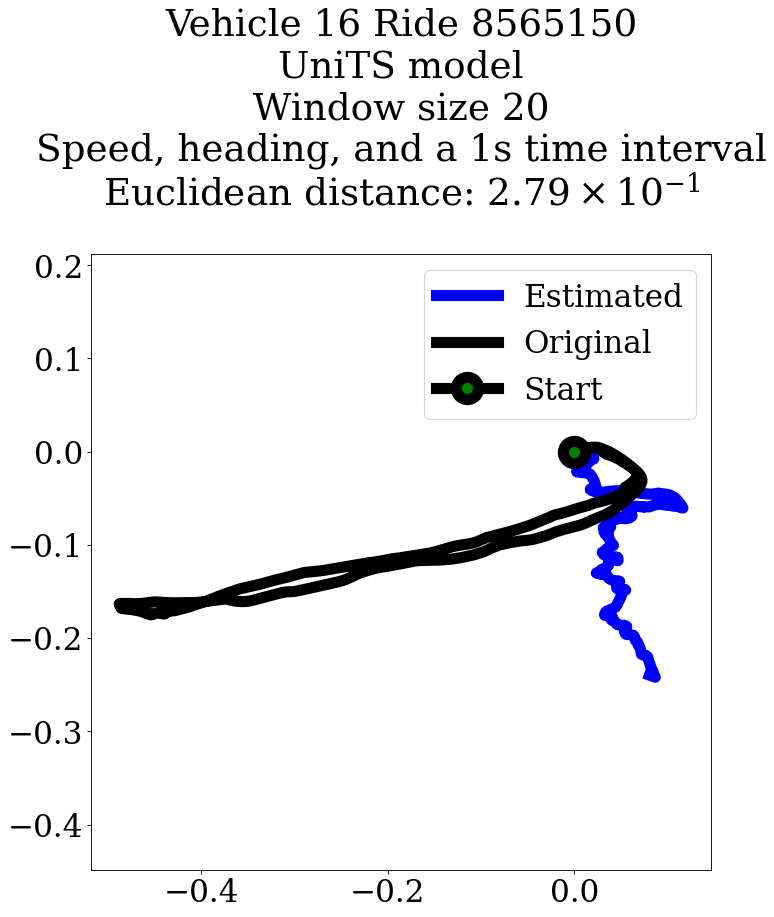 Vehicle 16 Ride 8565150
UniTS model
Window size 20
Speed, heading, and a 1s time interval
Euclidean distance: 2.79 × 10⁻¹
Estimated
Original
Start
0.2
0.1
0.0
−0.1
−0.2
−0.3
−0.4
−0.4 −0.2 0.0